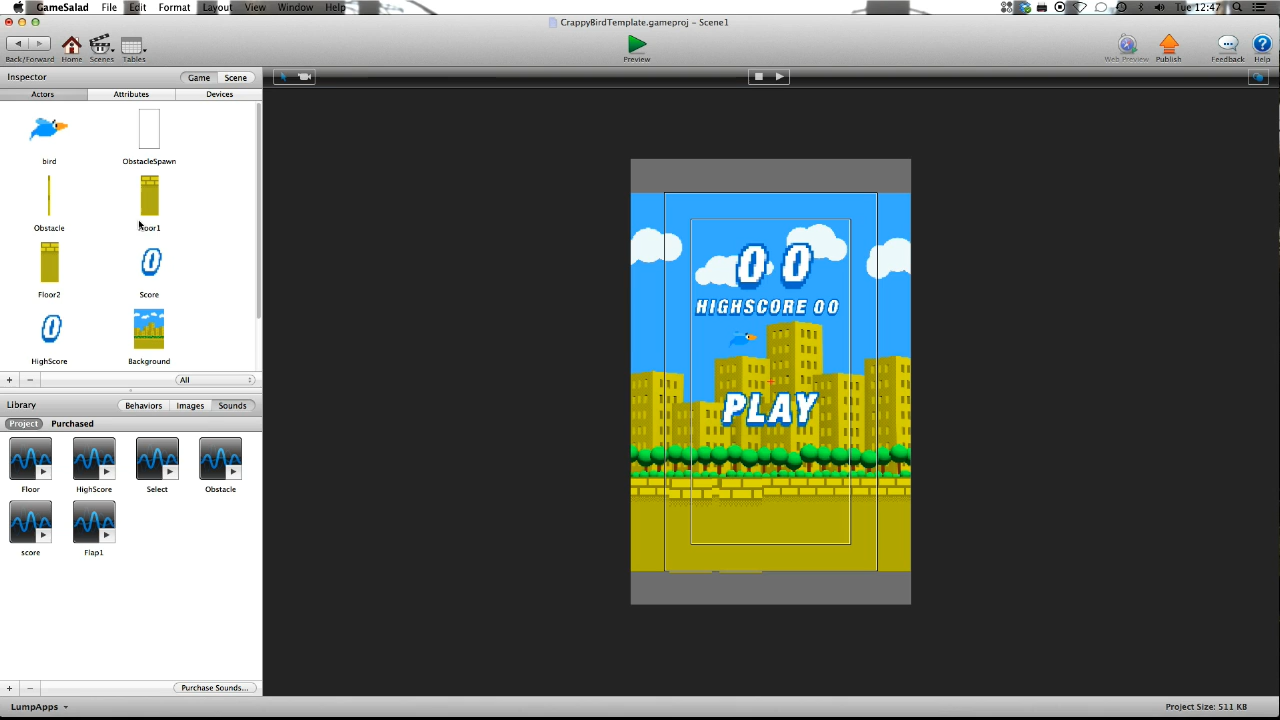 GameSalad File Edit Format Layout View Window Help Tue 12:47
CrappyBirdTemplate.gameproj – Scene1
Back/Forward Home Scenes Tables Preview Web Preview Publish Feedback Help
Inspector Game Scene
Actors Attributes Devices
bird ObstacleSpawn
Obstacle Floor1
Floor2 Score
HighScore Background
All
Library Behaviors Images Sounds
Project Purchased
Floor HighScore Select Obstacle
score Flap1
00
HIGHSCORE 00
PLAY
Purchase Sounds...
LumpApps Project Size: 511 KB